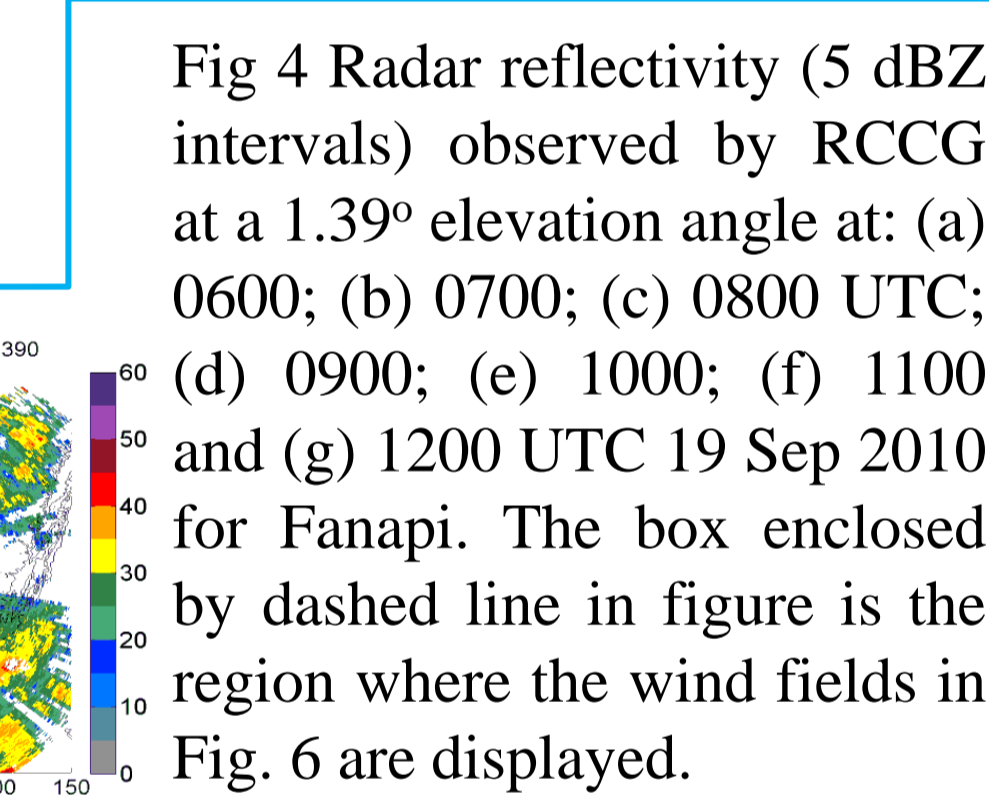 Fig 4 Radar reflectivity (5 dBZ
intervals) observed by RCCG
at a 1.39º elevation angle at: (a)
0600; (b) 0700; (c) 0800 UTC;
(d) 0900; (e) 1000; (f) 1100
and (g) 1200 UTC 19 Sep 2010
for Fanapi. The box enclosed
by dashed line in figure is the
region where the wind fields in
Fig. 6 are displayed.
390
60
50
40
30
20
10
0
00 150